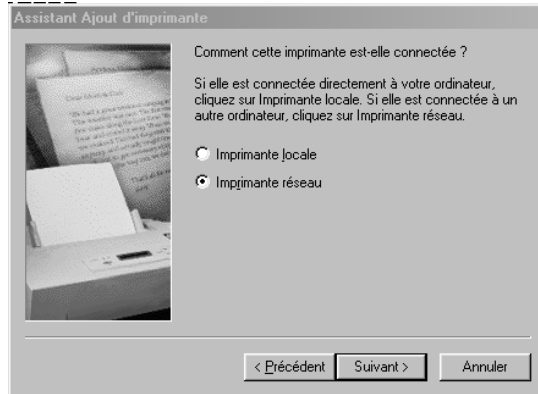 Assistant Ajout d'imprimante
Comment cette imprimante est-elle connectée ?
Si elle est connectée directement à votre ordinateur,
cliquez sur Imprimante locale. Si elle est connectée à un
autre ordinateur, cliquez sur Imprimante réseau.
Imprimante locale
Imprimante réseau
< Précédent
Suivant >
Annuler